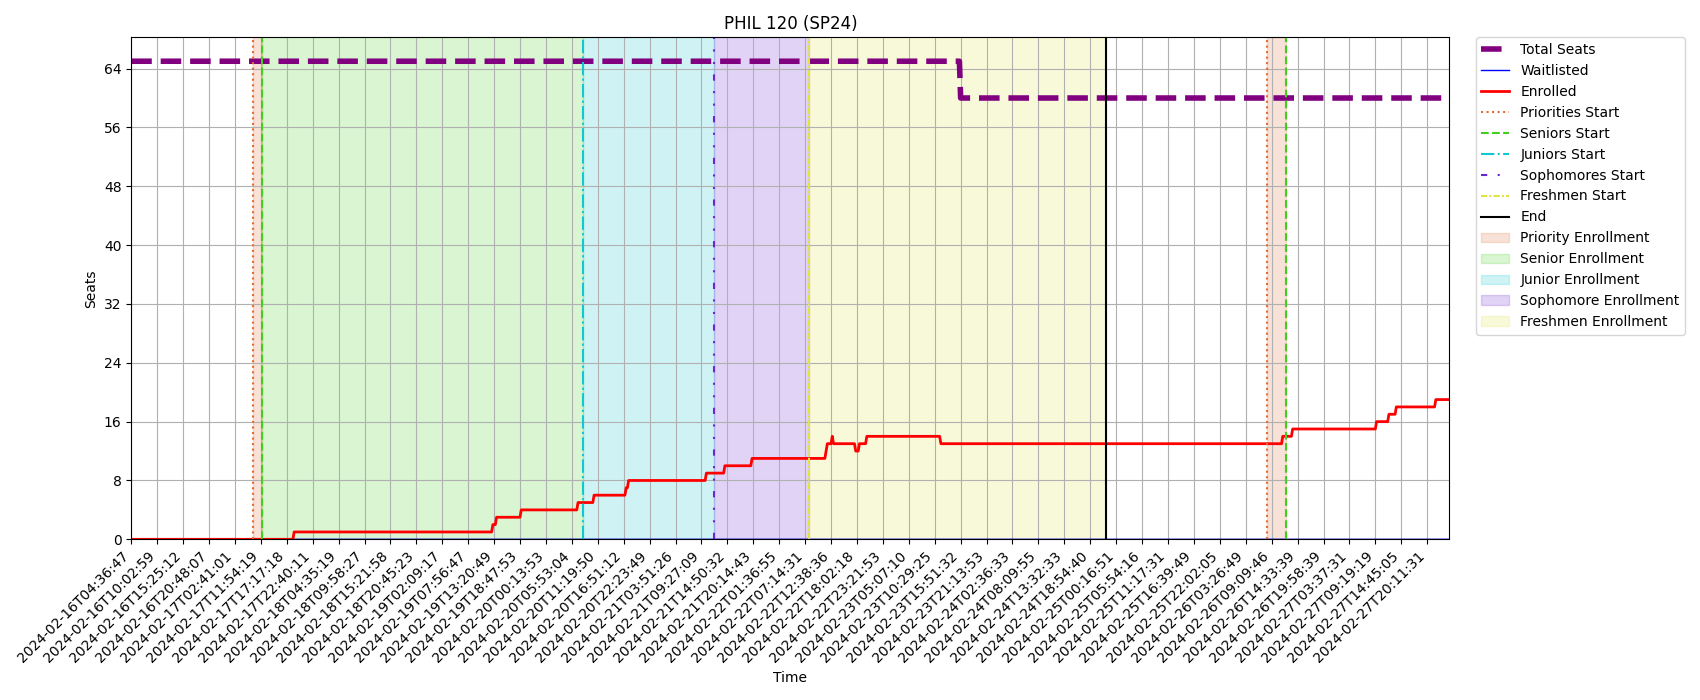 PHIL 120 (SP24)
Seats
64
56
48
40
32
24
16
8
0
2024-02-16T04:36:47
2024-02-16T10:02:59
2024-02-16T15:25:12
2024-02-16T20:48:07
2024-02-17T02:41:01
2024-02-17T11:54:19
2024-02-17T17:17:18
2024-02-17T22:40:11
2024-02-18T04:35:19
2024-02-18T09:58:27
2024-02-18T15:21:58
2024-02-18T20:45:23
2024-02-19T02:09:17
2024-02-19T07:56:47
2024-02-19T13:20:49
2024-02-19T18:47:53
2024-02-20T00:13:53
2024-02-20T05:53:04
2024-02-20T11:19:50
2024-02-20T16:51:12
2024-02-20T22:23:49
2024-02-21T03:51:26
2024-02-21T09:27:09
2024-02-21T14:50:32
2024-02-21T20:14:43
2024-02-22T01:36:55
2024-02-22T07:14:31
2024-02-22T12:38:36
2024-02-22T18:02:18
2024-02-22T23:21:53
2024-02-23T05:07:10
2024-02-23T10:29:25
2024-02-23T15:51:32
2024-02-23T21:13:53
2024-02-24T02:36:33
2024-02-24T08:09:55
2024-02-24T13:32:33
2024-02-24T18:54:40
2024-02-25T00:16:51
2024-02-25T05:54:16
2024-02-25T11:17:31
2024-02-25T16:39:49
2024-02-25T22:02:05
2024-02-26T03:26:49
2024-02-26T09:09:46
2024-02-26T14:33:39
2024-02-26T19:58:39
2024-02-27T03:37:31
2024-02-27T09:19:19
2024-02-27T14:45:05
2024-02-27T20:11:31
Time
Total Seats
Waitlisted
Enrolled
Priorities Start
Seniors Start
Juniors Start
Sophomores Start
Freshmen Start
End
Priority Enrollment
Senior Enrollment
Junior Enrollment
Sophomore Enrollment
Freshmen Enrollment